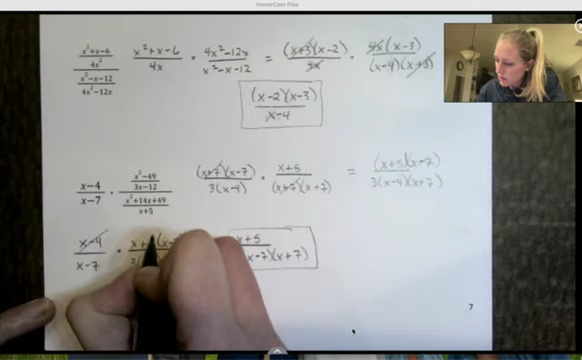 HoverCam Flex
(x²+x-6)/(4x²) / (x²-x-12)/(4x²-12x)   (x²+x-6)/(4x) · (4x²-12x)/(x²-x-12) = (x+3)(x-2)/(4x) · 4x(x-3)/((x-4)(x+3))
(x-2)(x-3)/(x-4)
(x-4)/(x-7) · (x²-49)/(3x-12) / (x²+14x+49)/(x+5)   (x+7)(x-7)/(3(x-4)) · (x+5)/((x+7)(x+7)) = (x+5)(x-7)/(3(x-4)(x+7))
(x-4)/(x-7) ·   x+5
x-7)(x+7)
7